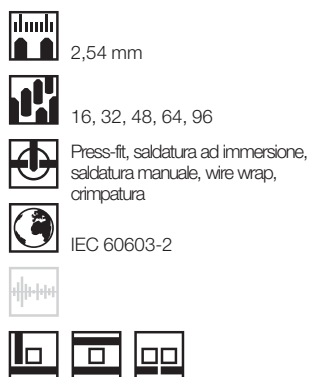 2,54 mm
16, 32, 48, 64, 96
Press-fit, saldatura ad immersione,
saldatura manuale, wire wrap,
crimpatura
IEC 60603-2